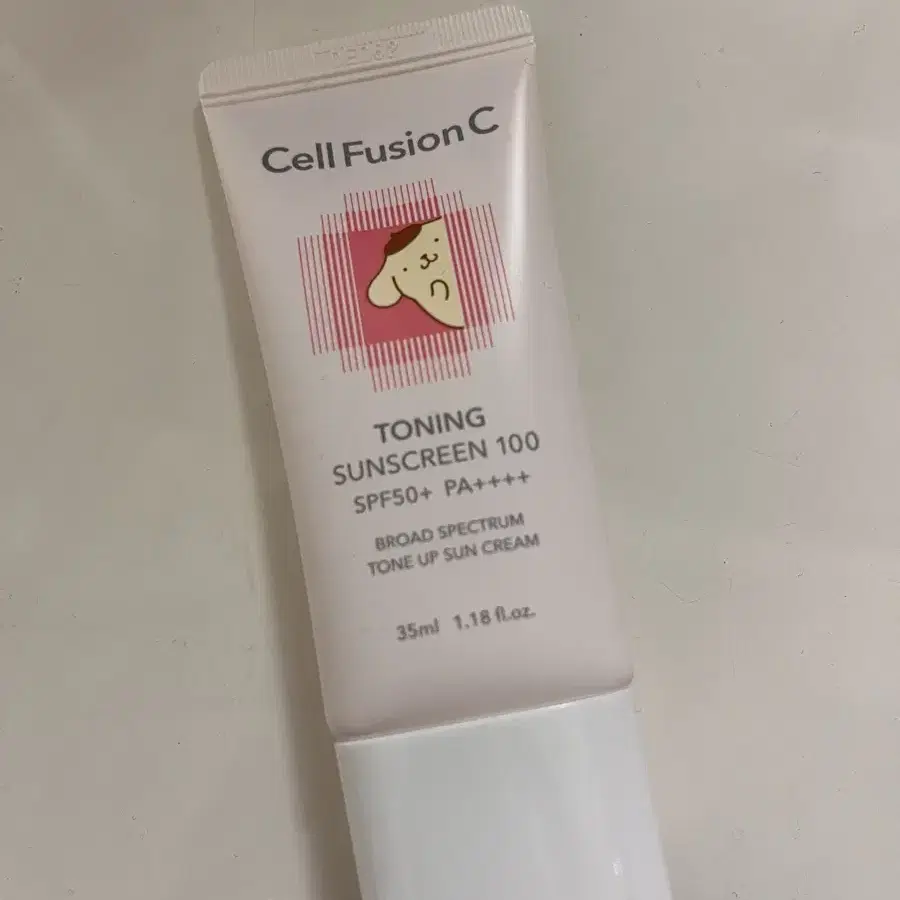 Cell Fusion C
TONING
SUNSCREEN 100
SPF50+ PA++++
BROAD SPECTRUM
TONE UP SUN CREAM
35ml 1.18 fl.oz.